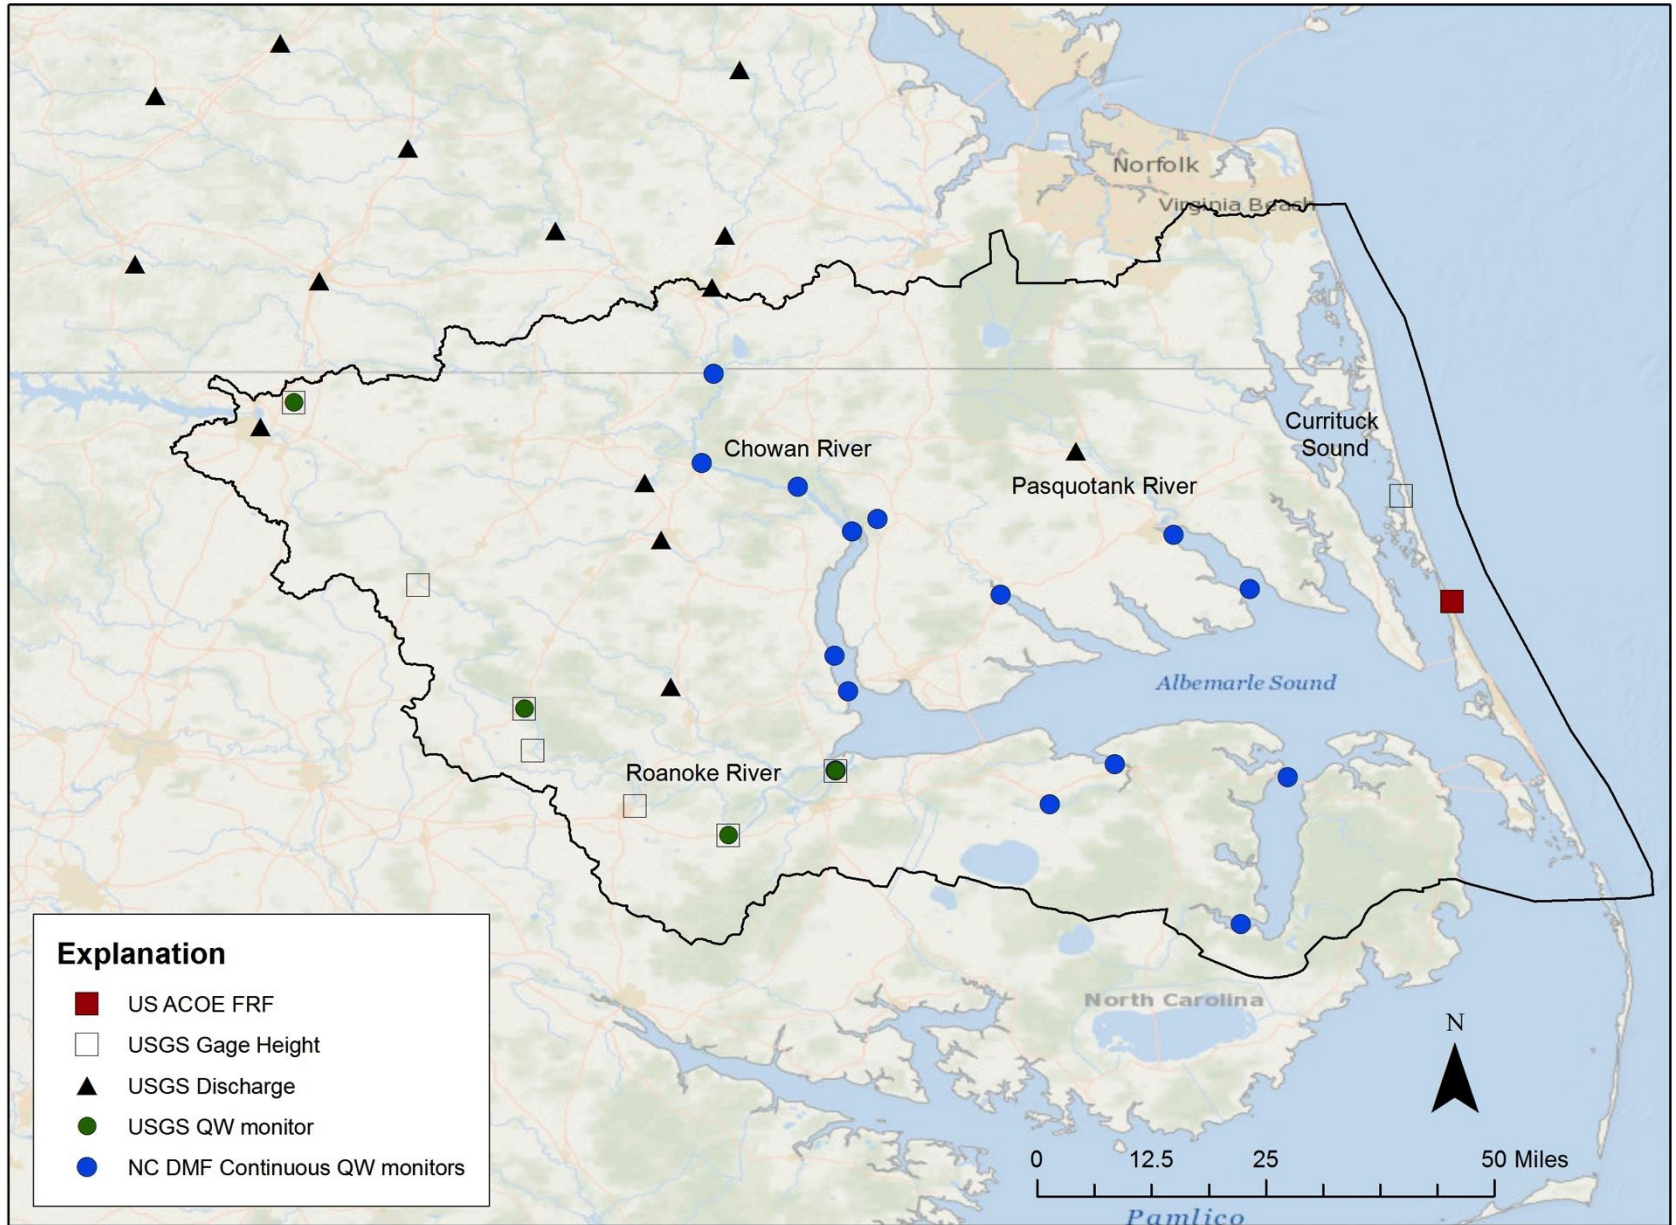 Norfolk
Virginia Beach
Currituck
Sound
Chowan River
Pasquotank River
Albemarle Sound
Roanoke River
North Carolina
Explanation
US ACOE FRF
USGS Gage Height
USGS Discharge
USGS QW monitor
NC DMF Continuous QW monitors
N
0 12.5 25 50 Miles
Pamlico